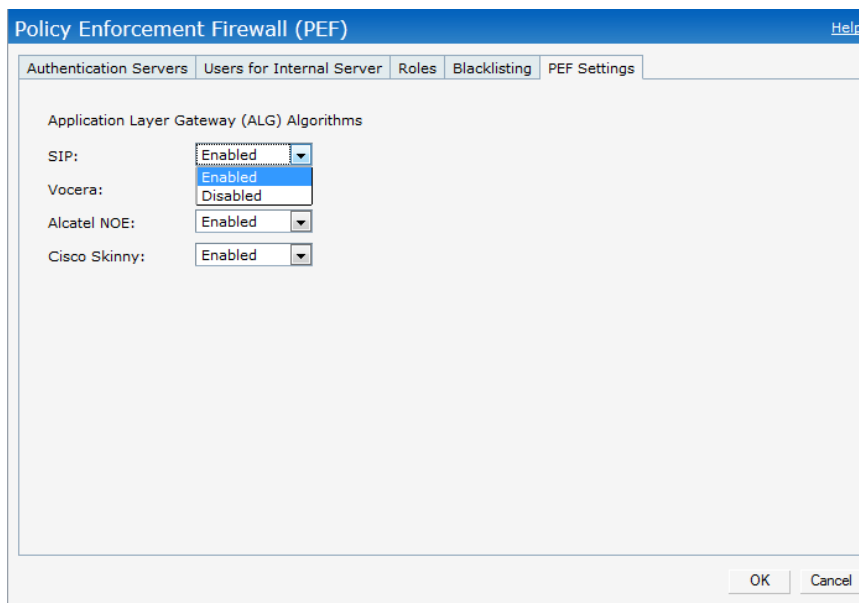 Policy Enforcement Firewall (PEF) Help
Authentication Servers Users for Internal Server Roles Blacklisting PEF Settings
Application Layer Gateway (ALG) Algorithms
SIP: Enabled
Enabled
Vocera: Disabled
Alcatel NOE: Enabled
Cisco Skinny: Enabled
OK Cancel